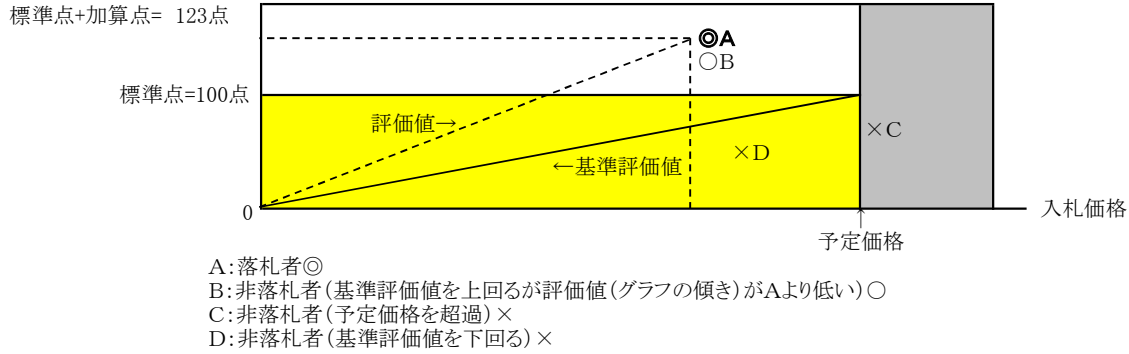 標準点+加算点= 123点
◎A
○B
標準点=100点
評価値→
×C
×D
←基準評価値
0
入札価格
↑
予定価格
A:落札者◎
B:非落札者(基準評価値を上回るが評価値(グラフの傾き)がAより低い)○
C:非落札者(予定価格を超過)×
D:非落札者(基準評価値を下回る)×